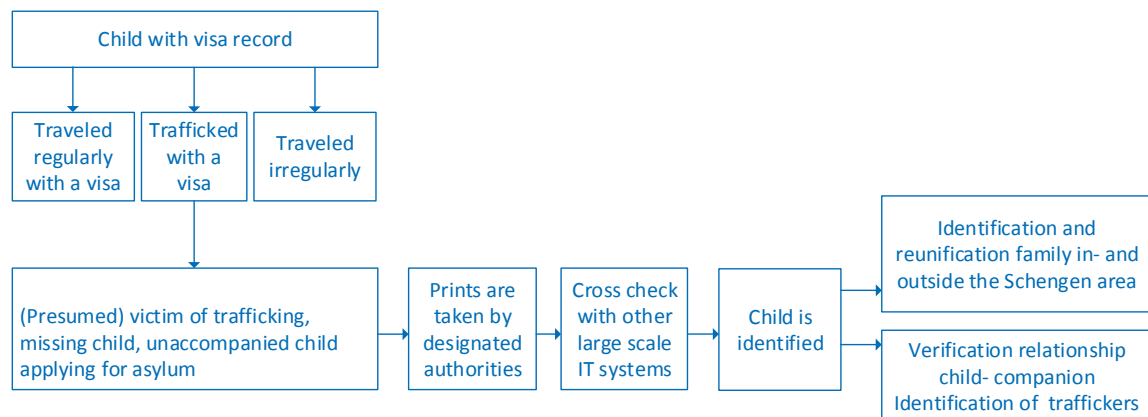 Child with visa record
Traveled
regularly
with a visa
Trafficked
with a
visa
Traveled
irregularly
(Presumed) victim of trafficking,
missing child, unaccompanied child
applying for asylum
Prints are
taken by
designated
authorities
Cross check
with other
large scale
IT systems
Child is
identified
Identification and
reunification family in- and
outside the Schengen area
Verification relationship
child- companion
Identification of traffickers